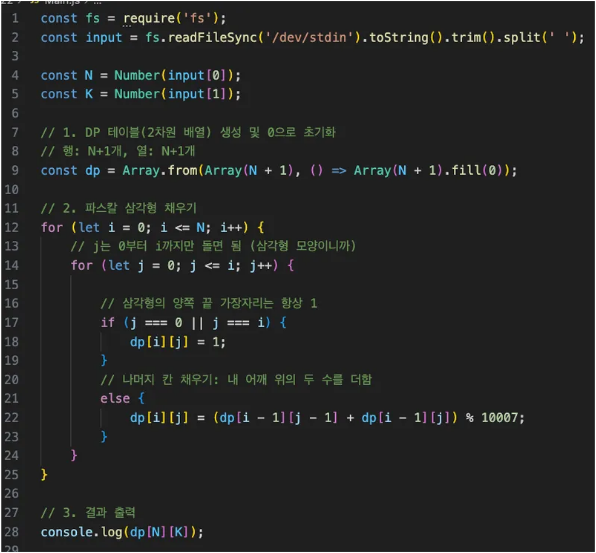 const fs = require('fs');
const input = fs.readFileSync('/dev/stdin').toString().trim().split(' ');
const N = Number(input[0]);
const K = Number(input[1]);
// 1. DP 테이블(2차원 배열) 생성 및 0으로 초기화
// 행: N+1개, 열: N+1개
const dp = Array.from(Array(N + 1), () => Array(N + 1).fill(0));
// 2. 파스칼 삼각형 채우기
for (let i = 0; i <= N; i++) {
// j는 0부터 i까지만 돌면 됨 (삼각형 모양이니까)
for (let j = 0; j <= i; j++) {
// 삼각형의 양쪽 끝 가장자리는 항상 1
if (j === 0 || j === i) {
dp[i][j] = 1;
}
// 나머지 칸 채우기: 내 어깨 위의 두 수를 더함
else {
dp[i][j] = (dp[i - 1][j - 1] + dp[i - 1][j]) % 10007;
}
}
}
// 3. 결과 출력
console.log(dp[N][K]);